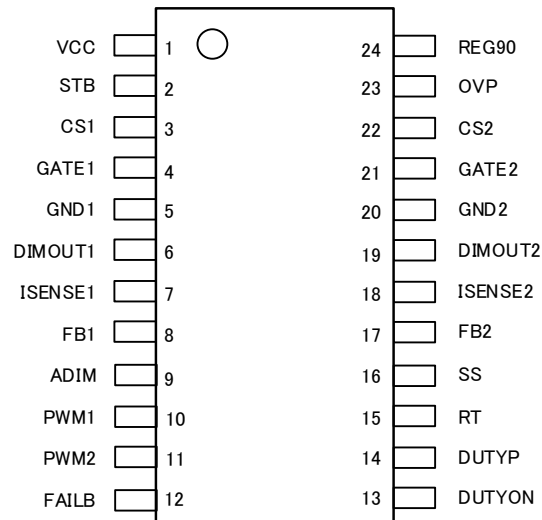 VCC 1 24 REG90
STB 2 23 OVP
CS1 3 22 CS2
GATE1 4 21 GATE2
GND1 5 20 GND2
DIMOUT1 6 19 DIMOUT2
ISENSE1 7 18 ISENSE2
FB1 8 17 FB2
ADIM 9 16 SS
PWM1 10 15 RT
PWM2 11 14 DUTYP
FAILB 12 13 DUTYON